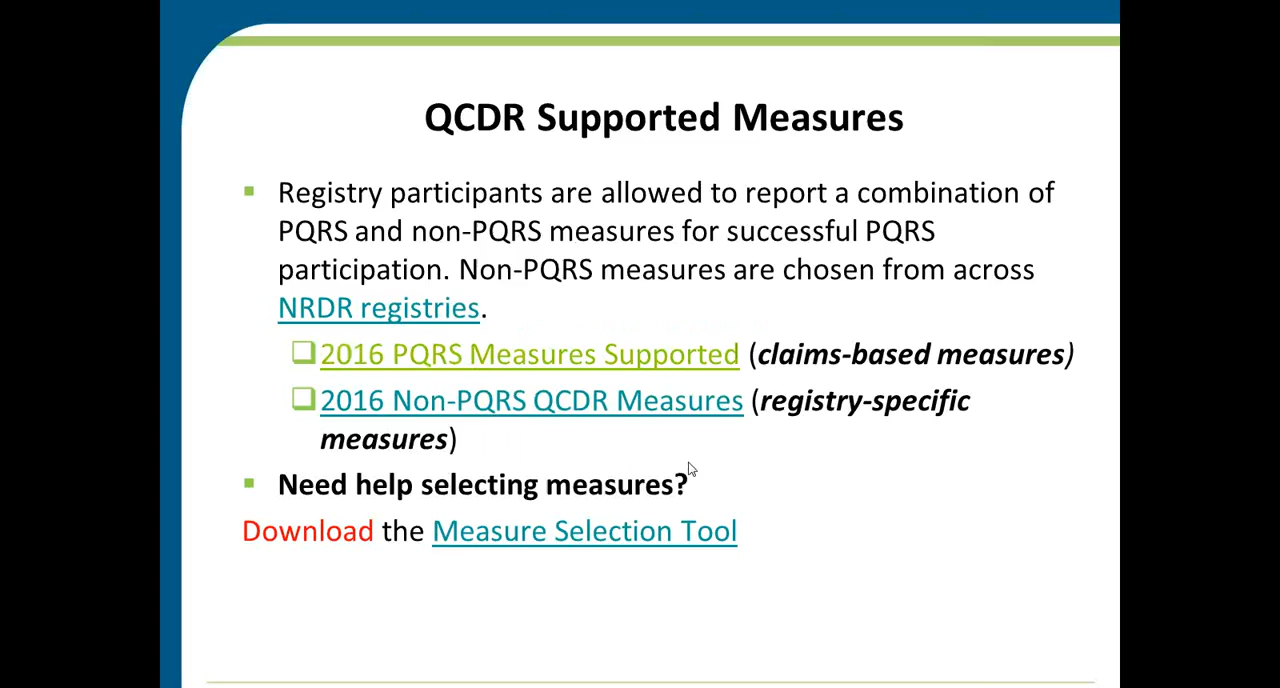 QCDR Supported Measures
Registry participants are allowed to report a combination of
PQRS and non-PQRS measures for successful PQRS
participation. Non-PQRS measures are chosen from across
NRDR registries.
2016 PQRS Measures Supported (claims-based measures)
2016 Non-PQRS QCDR Measures (registry-specific
measures)
Need help selecting measures?
Download the Measure Selection Tool